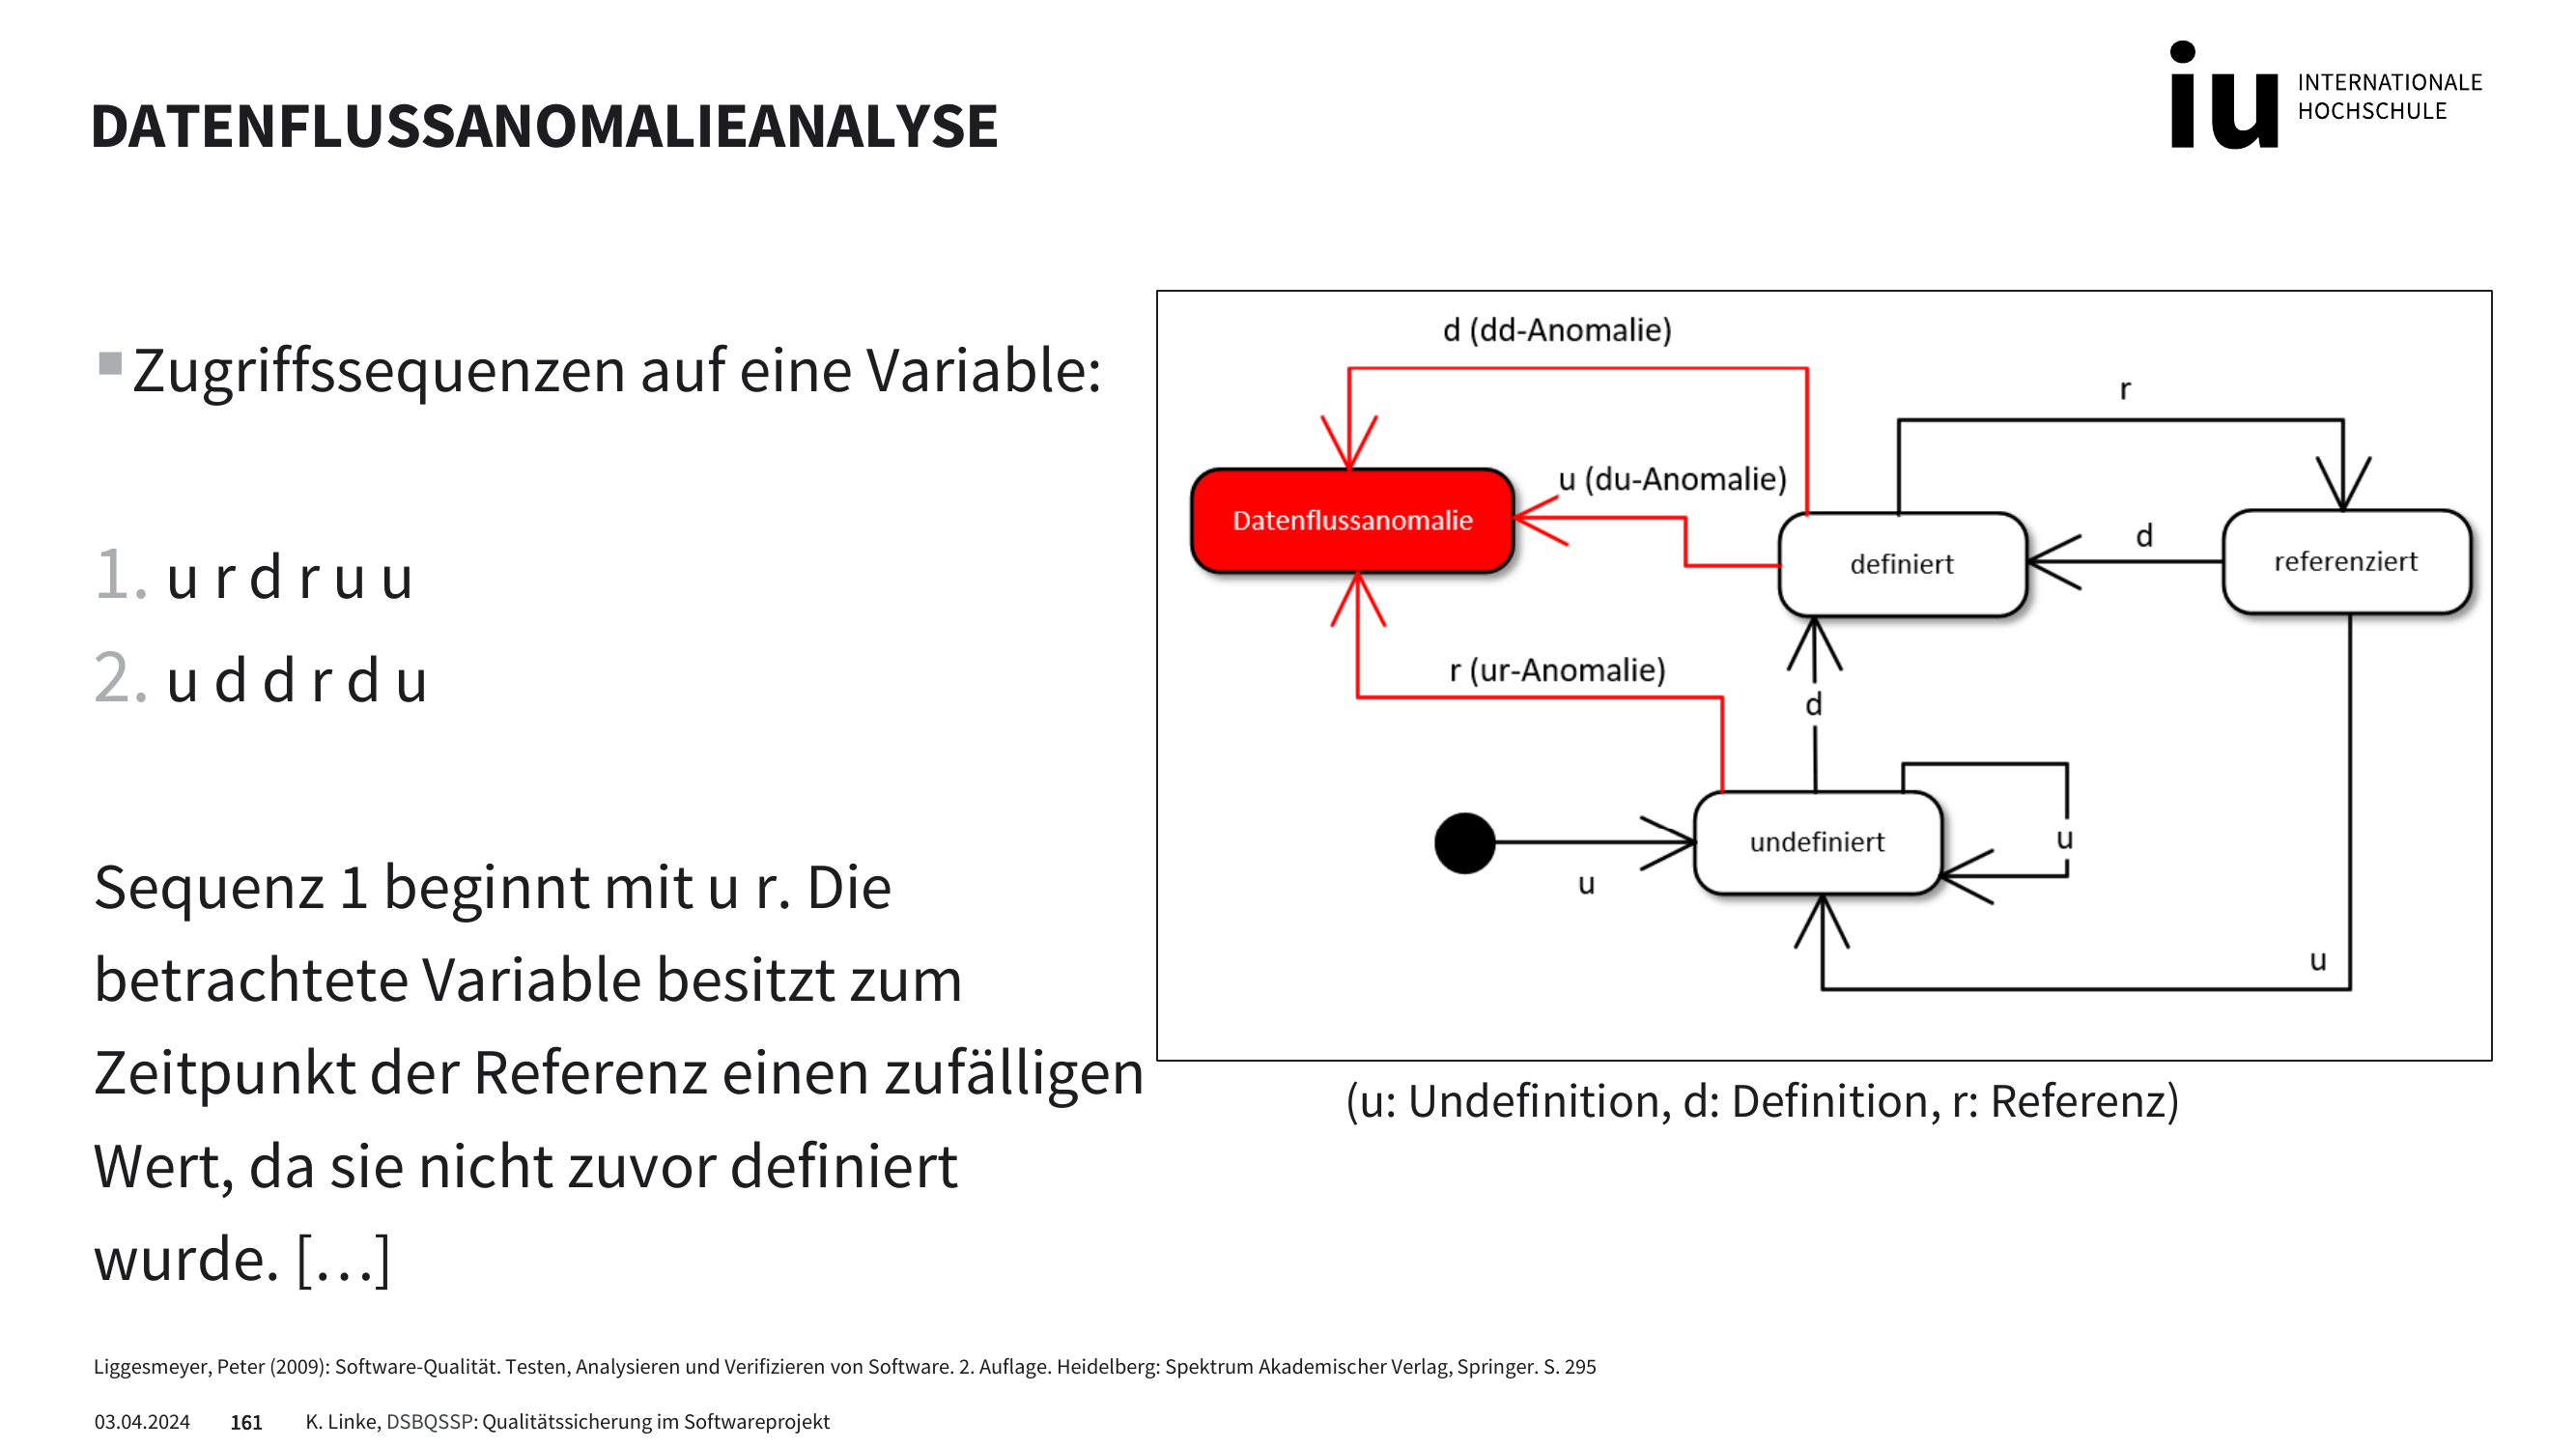 DATENFLUSSANOMALIEANALYSE
iu INTERNATIONALE
HOCHSCHULE
Zugriffssequenzen auf eine Variable:
1. u r d r u u
2. u d d r d u
Sequenz 1 beginnt mit u r. Die
betrachtete Variable besitzt zum
Zeitpunkt der Referenz einen zufälligen
Wert, da sie nicht zuvor definiert
wurde. […]
d (dd-Anomalie)
r
u (du-Anomalie)
Datenflussanomalie
d
definiert
referenziert
r (ur-Anomalie)
d
undefiniert
u
u
u
(u: Undefinition, d: Definition, r: Referenz)
Liggesmeyer, Peter (2009): Software-Qualität. Testen, Analysieren und Verifizieren von Software. 2. Auflage. Heidelberg: Spektrum Akademischer Verlag, Springer. S. 295
03.04.2024 161 K. Linke, DSBQSSP: Qualitätssicherung im Softwareprojekt